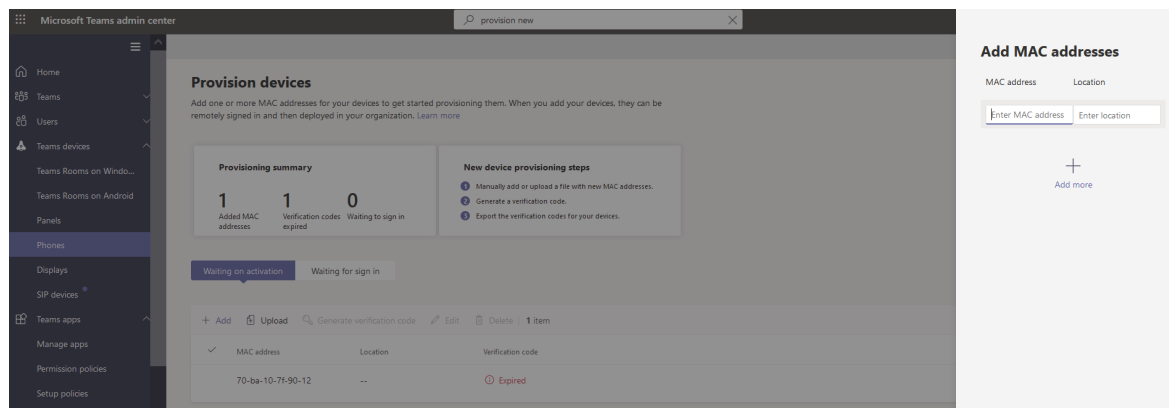 Microsoft Teams admin center
provision new
Home
Teams
Users
Teams devices
Teams Rooms on Windo...
Teams Rooms on Android
Panels
Phones
Displays
SIP devices
Teams apps
Manage apps
Permission policies
Setup policies
Provision devices
Add one or more MAC addresses for your devices to get started provisioning them. When you add your devices, they can be
remotely signed in and then deployed in your organization. Learn more
Provisioning summary
1
Added MAC
addresses
1
Verification codes
expired
0
Waiting to sign in
New device provisioning steps
1 Manually add or upload a file with new MAC addresses.
2 Generate a verification code.
3 Export the verification codes for your devices.
Waiting on activation Waiting for sign in
+ Add Upload Generate verification code Edit Delete | 1 item
MAC address Location Verification code
70-ba-10-7f-90-12 -- Expired
Add MAC addresses
MAC address Location
Enter MAC address Enter location
Add more